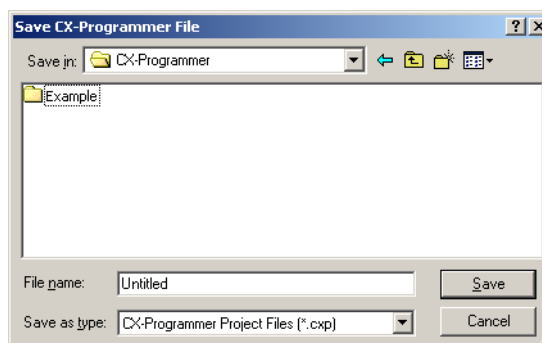 Save CX-Programmer File
Save in: CX-Programmer
Example
File name: Untitled Save
Save as type: CX-Programmer Project Files (*.cxp) Cancel